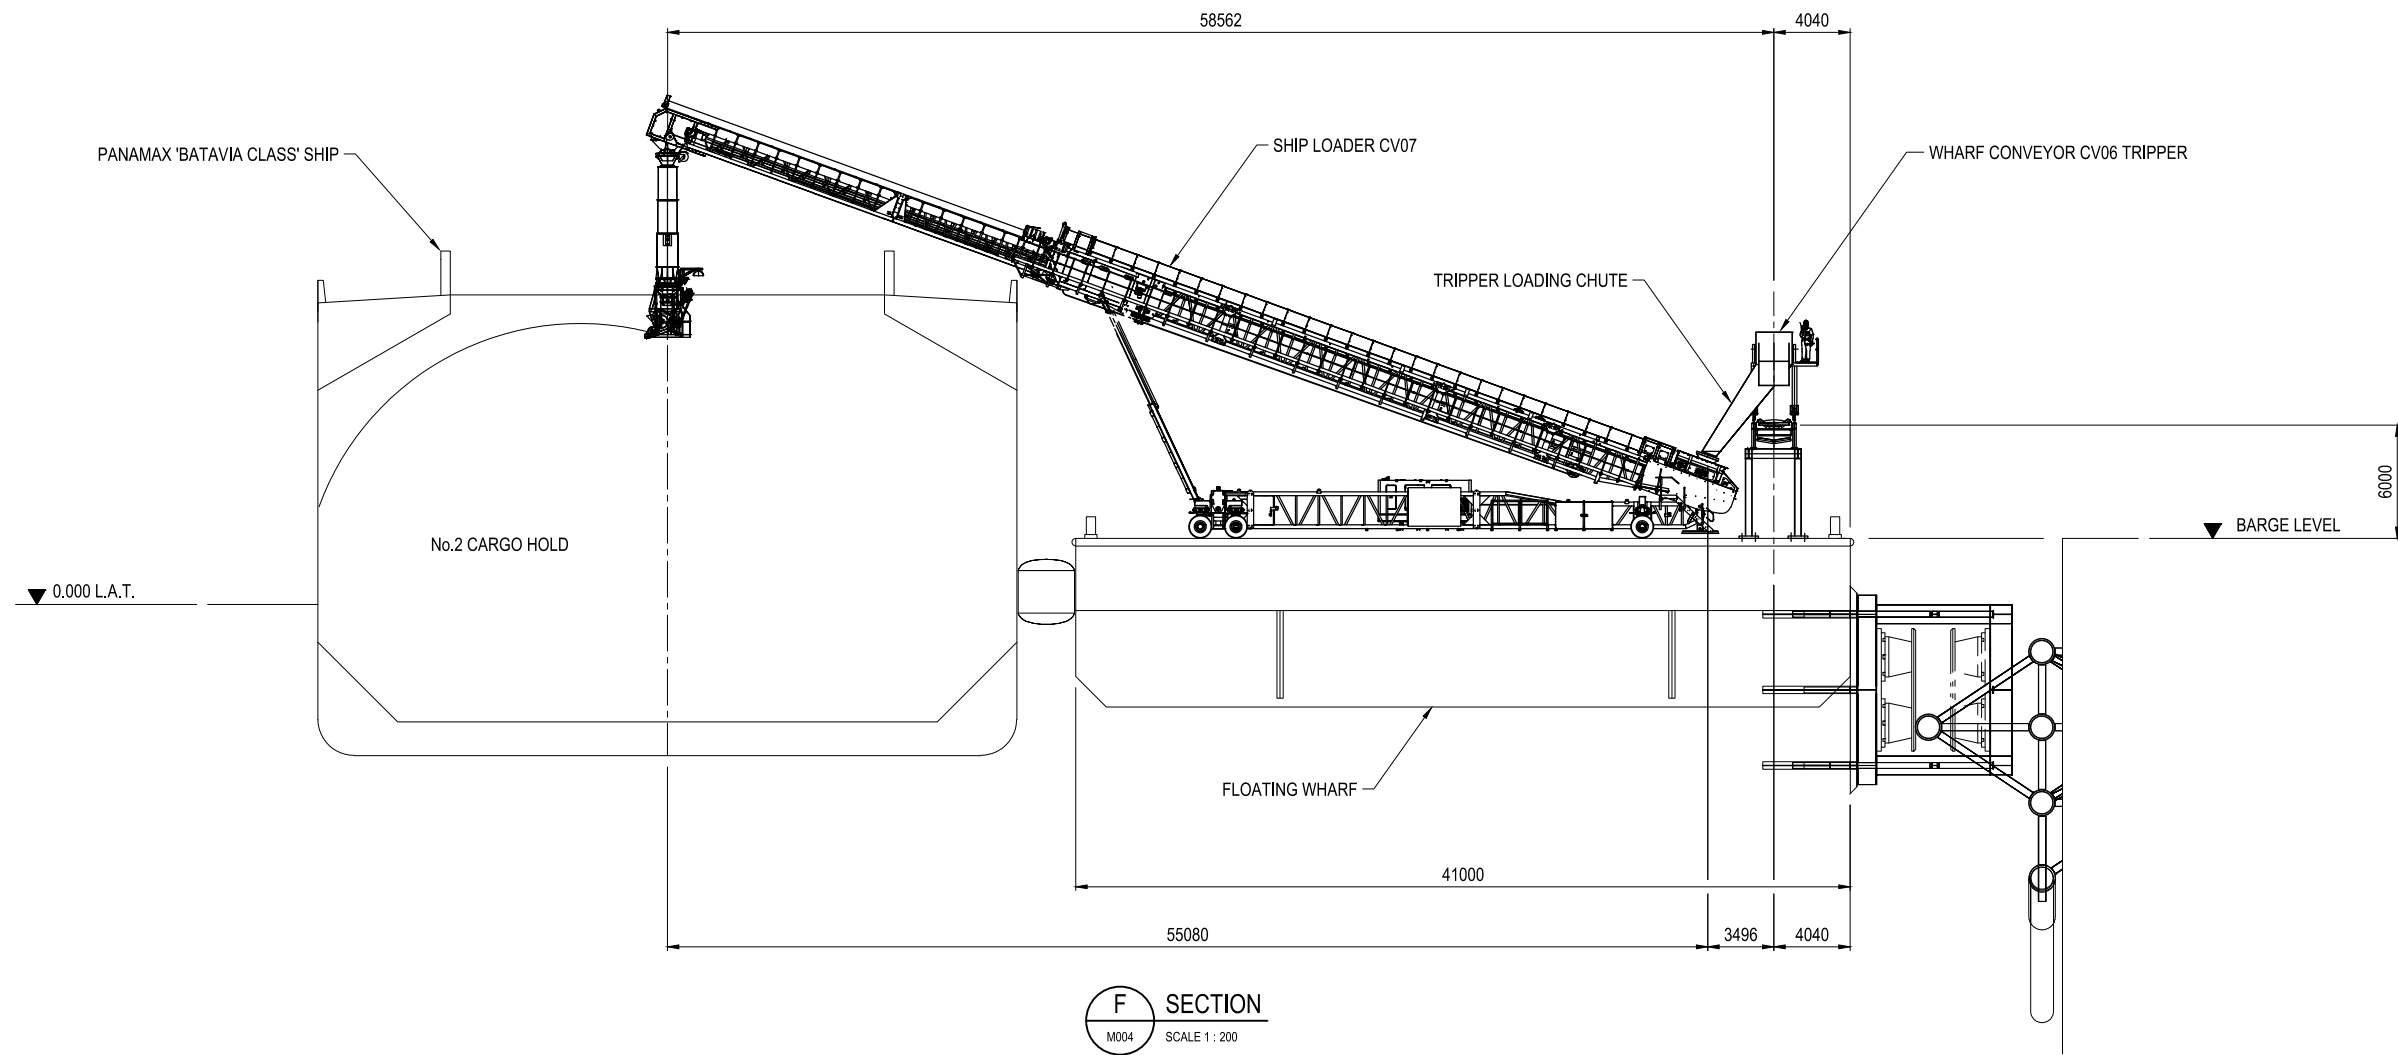 58562
4040
PANAMAX 'BATAVIA CLASS' SHIP
SHIP LOADER CV07
WHARF CONVEYOR CV06 TRIPPER
TRIPPER LOADING CHUTE
6000
BARGE LEVEL
No.2 CARGO HOLD
0.000 L.A.T.
FLOATING WHARF
41000
55080
3496
4040
F
SECTION
M004
SCALE 1 : 200